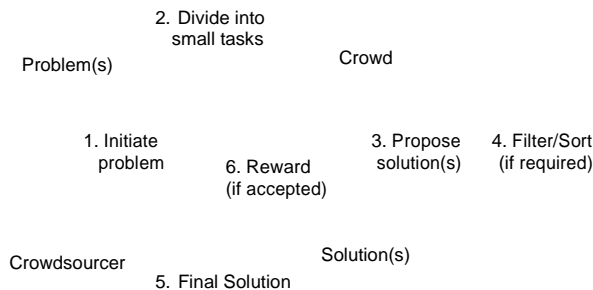 2. Divide into
small tasks
Problem(s)
Crowd
1. Initiate
problem
3. Propose
solution(s)
4. Filter/Sort
(if required)
6. Reward
(if accepted)
Crowdsourcer
Solution(s)
5. Final Solution